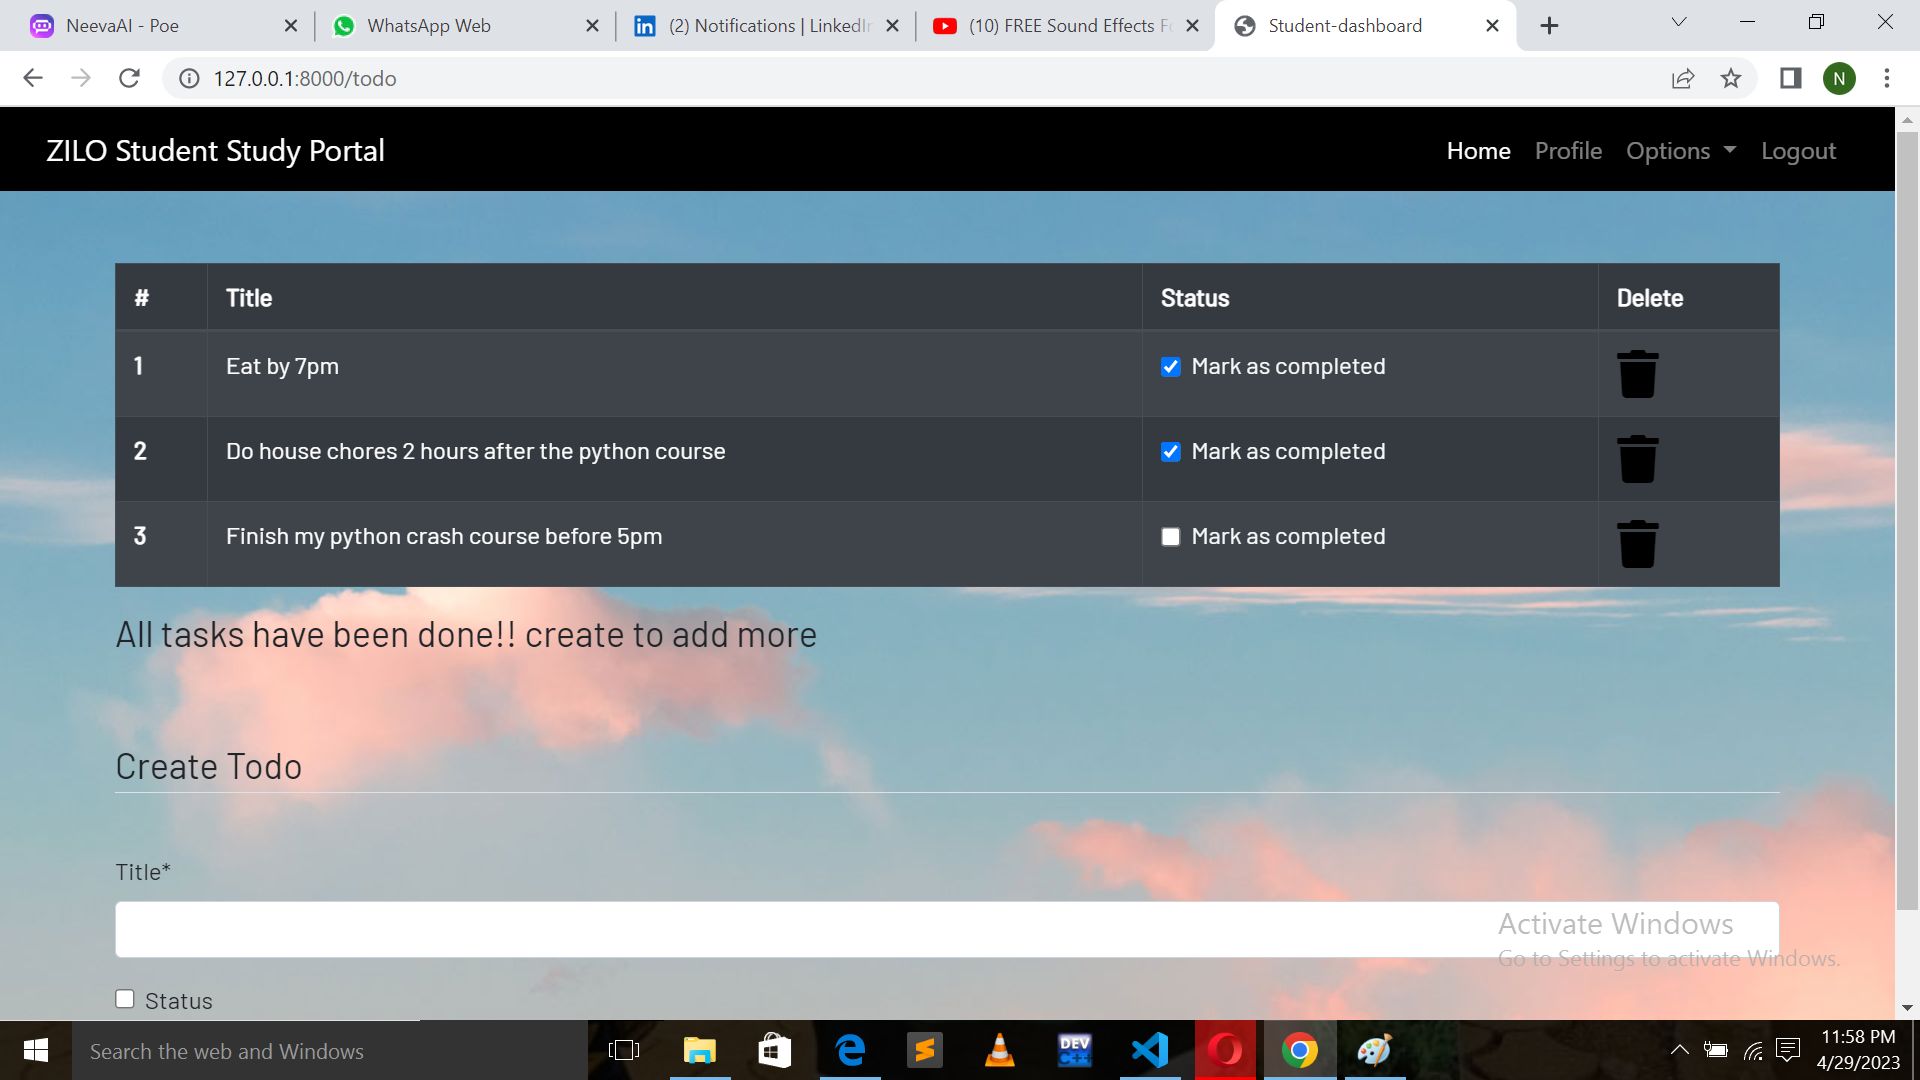 NeevaAI - Poe
WhatsApp Web
(2) Notifications | LinkedIn
(10) FREE Sound Effects Fo
Student-dashboard
127.0.0.1:8000/todo
N
ZILO Student Study Portal
Home Profile Options Logout
# Title Status Delete
1 Eat by 7pm Mark as completed
2 Do house chores 2 hours after the python course Mark as completed
3 Finish my python crash course before 5pm Mark as completed
All tasks have been done!! create to add more
Create Todo
Title*
Activate Windows
Go to Settings to activate Windows.
Status
Search the web and Windows
DEV
C++
11:58 PM
4/29/2023